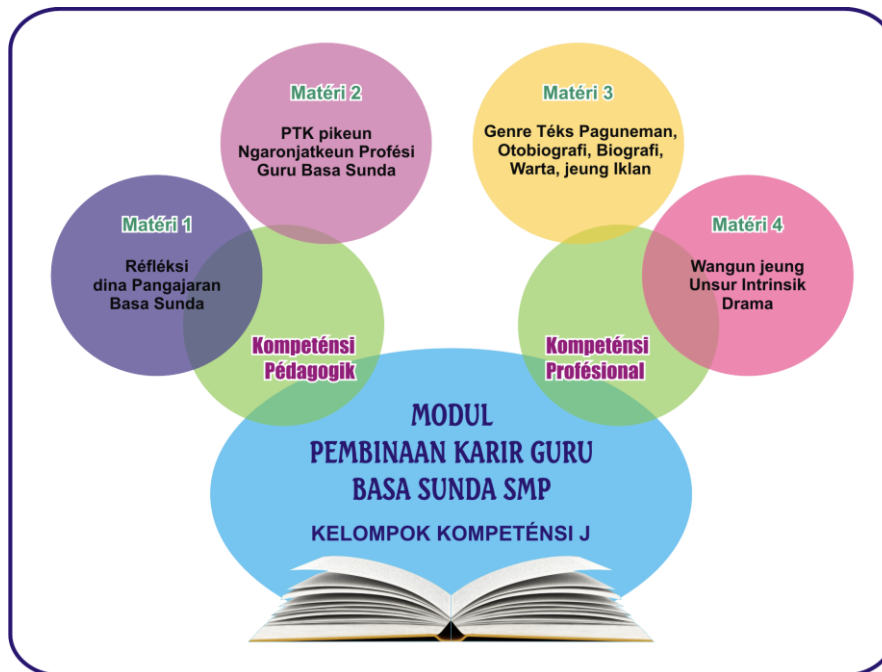 Matéri 1
Réfléksi
dina Pangajaran
Basa Sunda
Matéri 2
PTK pikeun
Ngaronjatkeun Profési
Guru Basa Sunda
Matéri 3
Genre Téks Paguneman,
Otobiografi, Biografi,
Warta, jeung Iklan
Matéri 4
Wangun jeung
Unsur Intrinsik
Drama
Kompeténsi
Pédagogik
Kompeténsi
Profésional
MODUL
PEMBINAAN KARIR GURU
BASA SUNDA SMP
KELOMPOK KOMPETÉNSI J